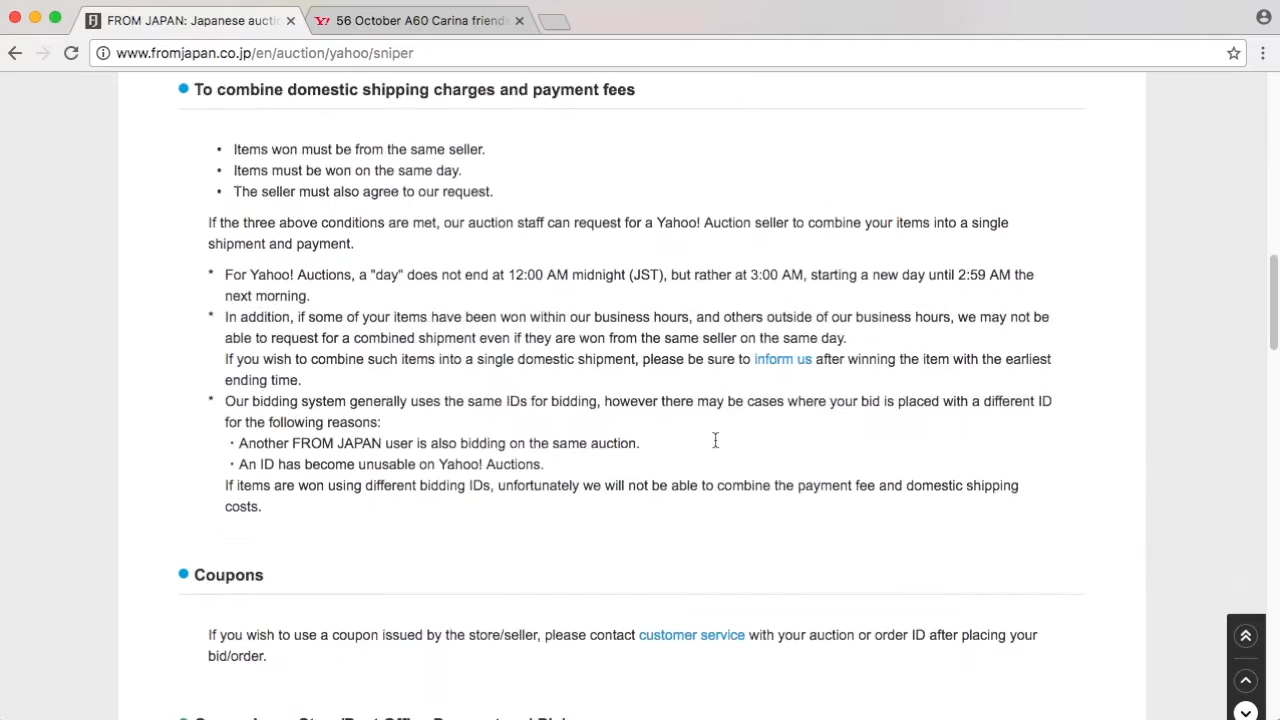 FROM JAPAN: Japanese aucti
56 October A60 Carina friend
www.fromjapan.co.jp/en/auction/yahoo/sniper
To combine domestic shipping charges and payment fees
• Items won must be from the same seller.
• Items must be won on the same day.
• The seller must also agree to our request.
If the three above conditions are met, our auction staff can request for a Yahoo! Auction seller to combine your items into a single
shipment and payment.
* For Yahoo! Auctions, a "day" does not end at 12:00 AM midnight (JST), but rather at 3:00 AM, starting a new day until 2:59 AM the
next morning.
* In addition, if some of your items have been won within our business hours, and others outside of our business hours, we may not be
able to request for a combined shipment even if they are won from the same seller on the same day.
If you wish to combine such items into a single domestic shipment, please be sure to inform us after winning the item with the earliest
ending time.
* Our bidding system generally uses the same IDs for bidding, however there may be cases where your bid is placed with a different ID
for the following reasons:
・Another FROM JAPAN user is also bidding on the same auction.
・An ID has become unusable on Yahoo! Auctions.
If items are won using different bidding IDs, unfortunately we will not be able to combine the payment fee and domestic shipping
costs.
Coupons
If you wish to use a coupon issued by the store/seller, please contact customer service with your auction or order ID after placing your
bid/order.